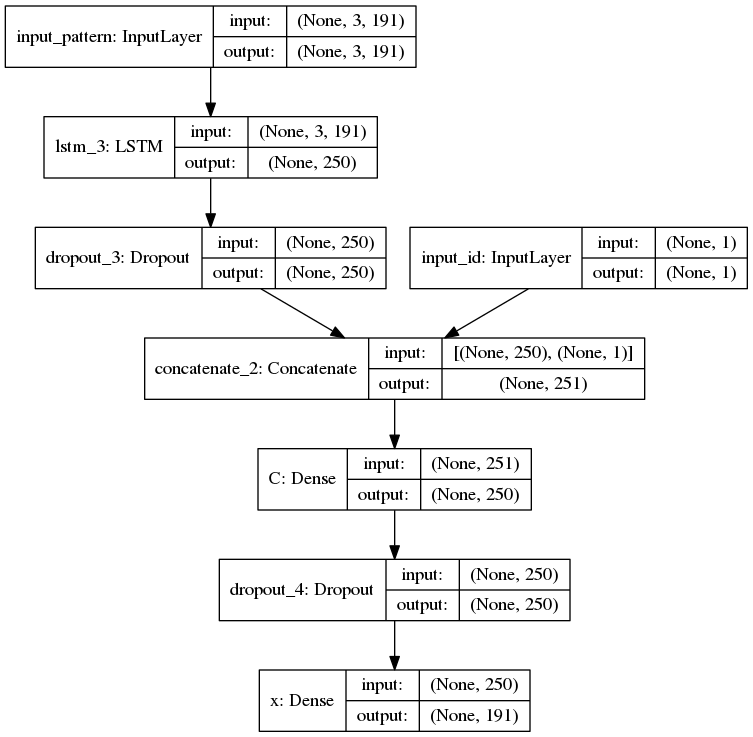 input_pattern: InputLayer
input: (None, 3, 191)
output: (None, 3, 191)
lstm_3: LSTM
input: (None, 3, 191)
output: (None, 250)
dropout_3: Dropout
input: (None, 250)
output: (None, 250)
input_id: InputLayer
input: (None, 1)
output: (None, 1)
concatenate_2: Concatenate
input: [(None, 250), (None, 1)]
output: (None, 251)
C: Dense
input: (None, 251)
output: (None, 250)
dropout_4: Dropout
input: (None, 250)
output: (None, 250)
x: Dense
input: (None, 250)
output: (None, 191)